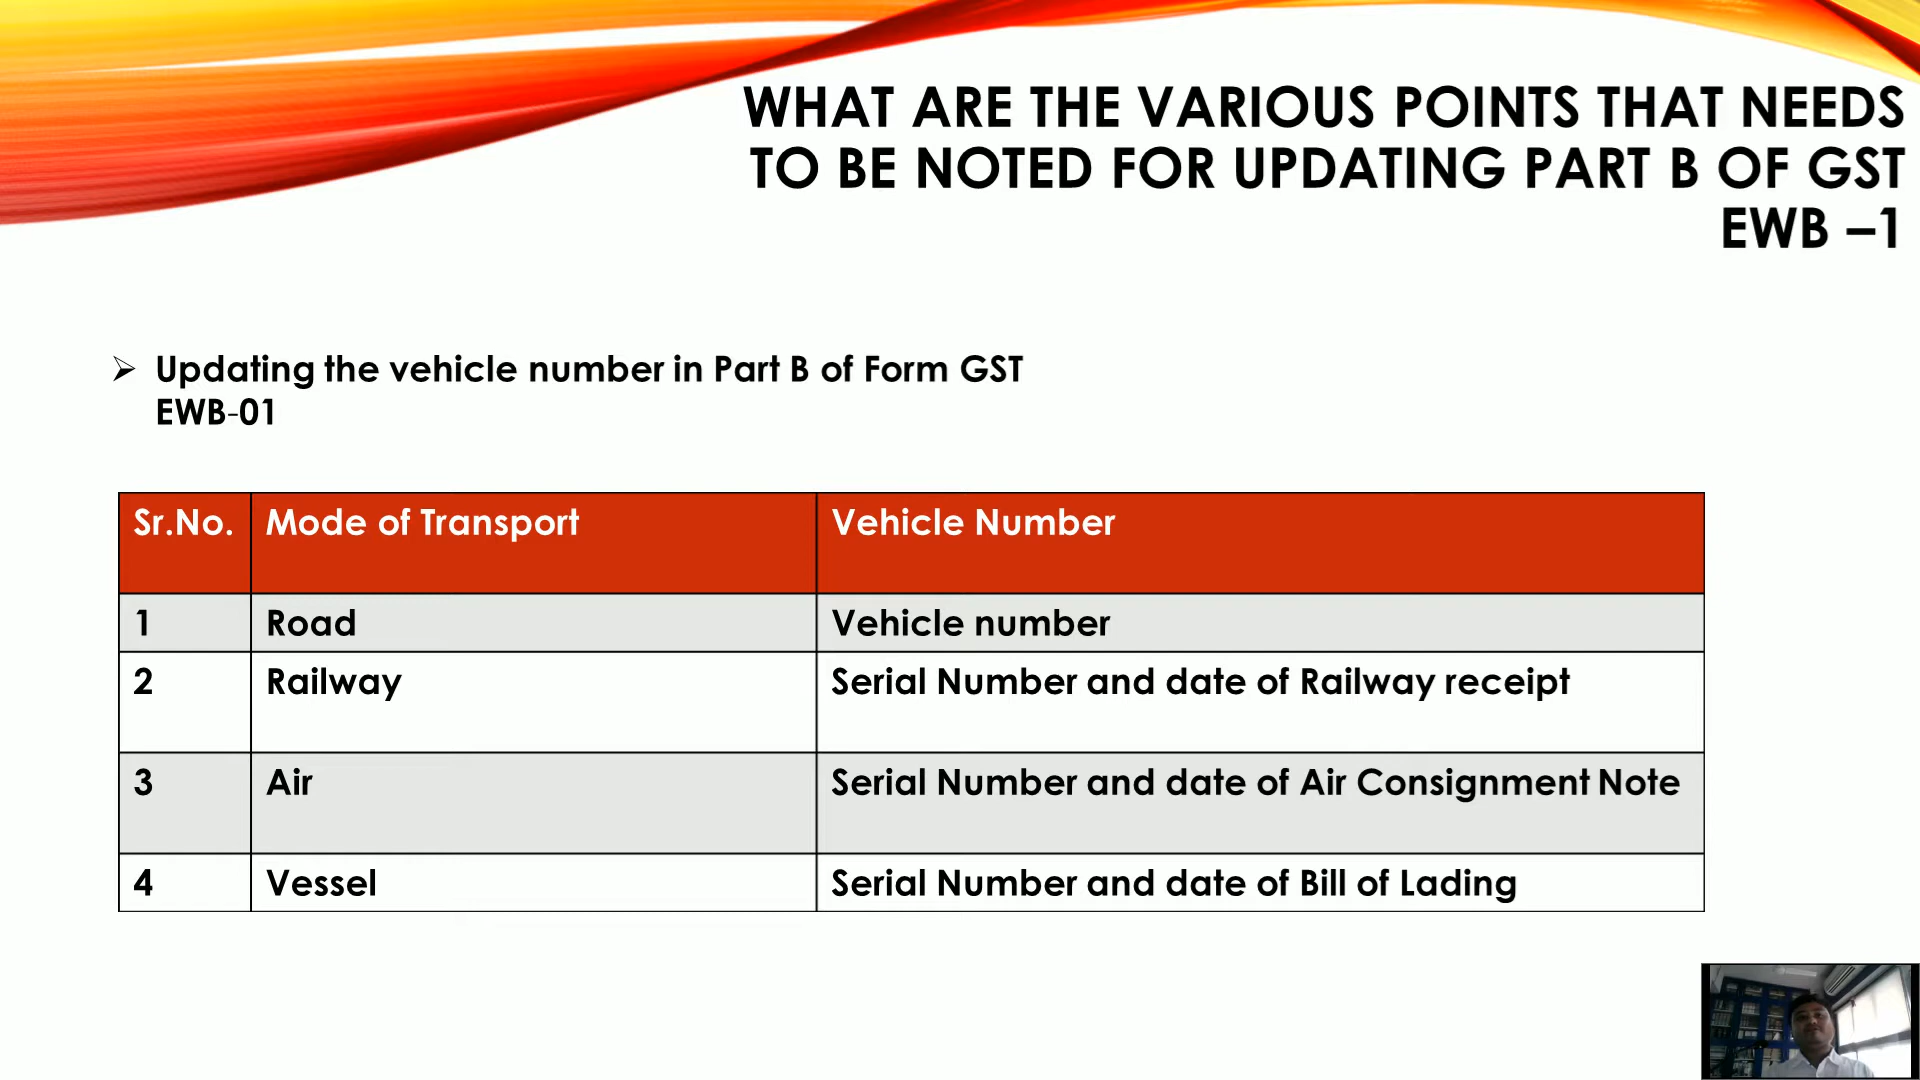 WHAT ARE THE VARIOUS POINTS THAT NEEDS
TO BE NOTED FOR UPDATING PART B OF GST
EWB –1
➢ Updating the vehicle number in Part B of Form GST
EWB-01
Sr.No. Mode of Transport Vehicle Number
1 Road Vehicle number
2 Railway Serial Number and date of Railway receipt
3 Air Serial Number and date of Air Consignment Note
4 Vessel Serial Number and date of Bill of Lading